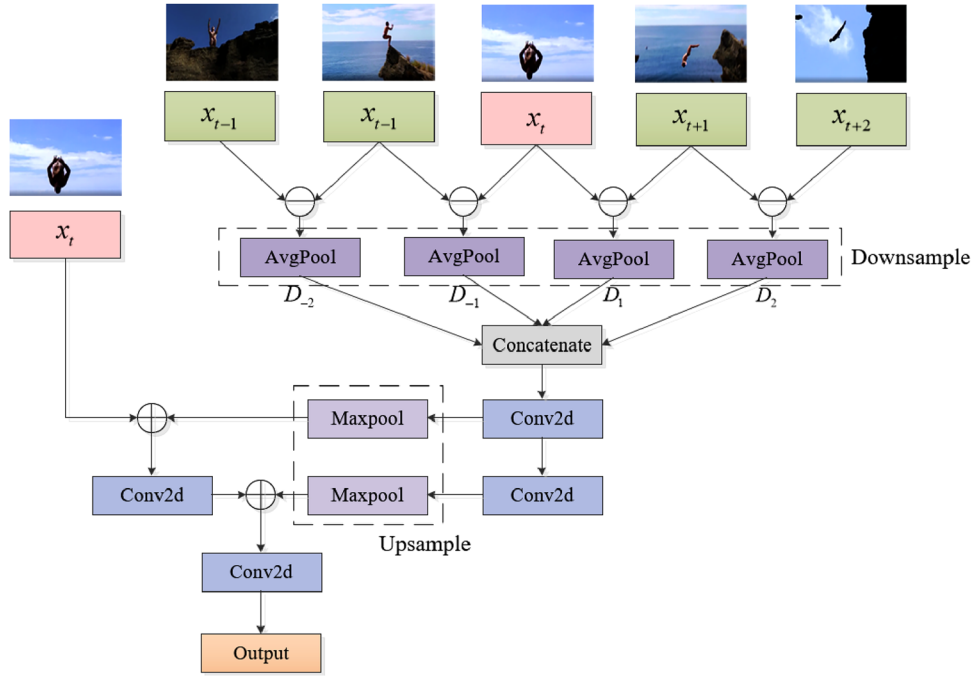 x_{t-1}
x_{t-1}
x_t
x_{t+1}
x_{t+2}
x_t
AvgPool
AvgPool
AvgPool
AvgPool
Downsample
D_{-2}
D_{-1}
D_1
D_2
Concatenate
Maxpool
Conv2d
Conv2d
Maxpool
Conv2d
Upsample
Conv2d
Output